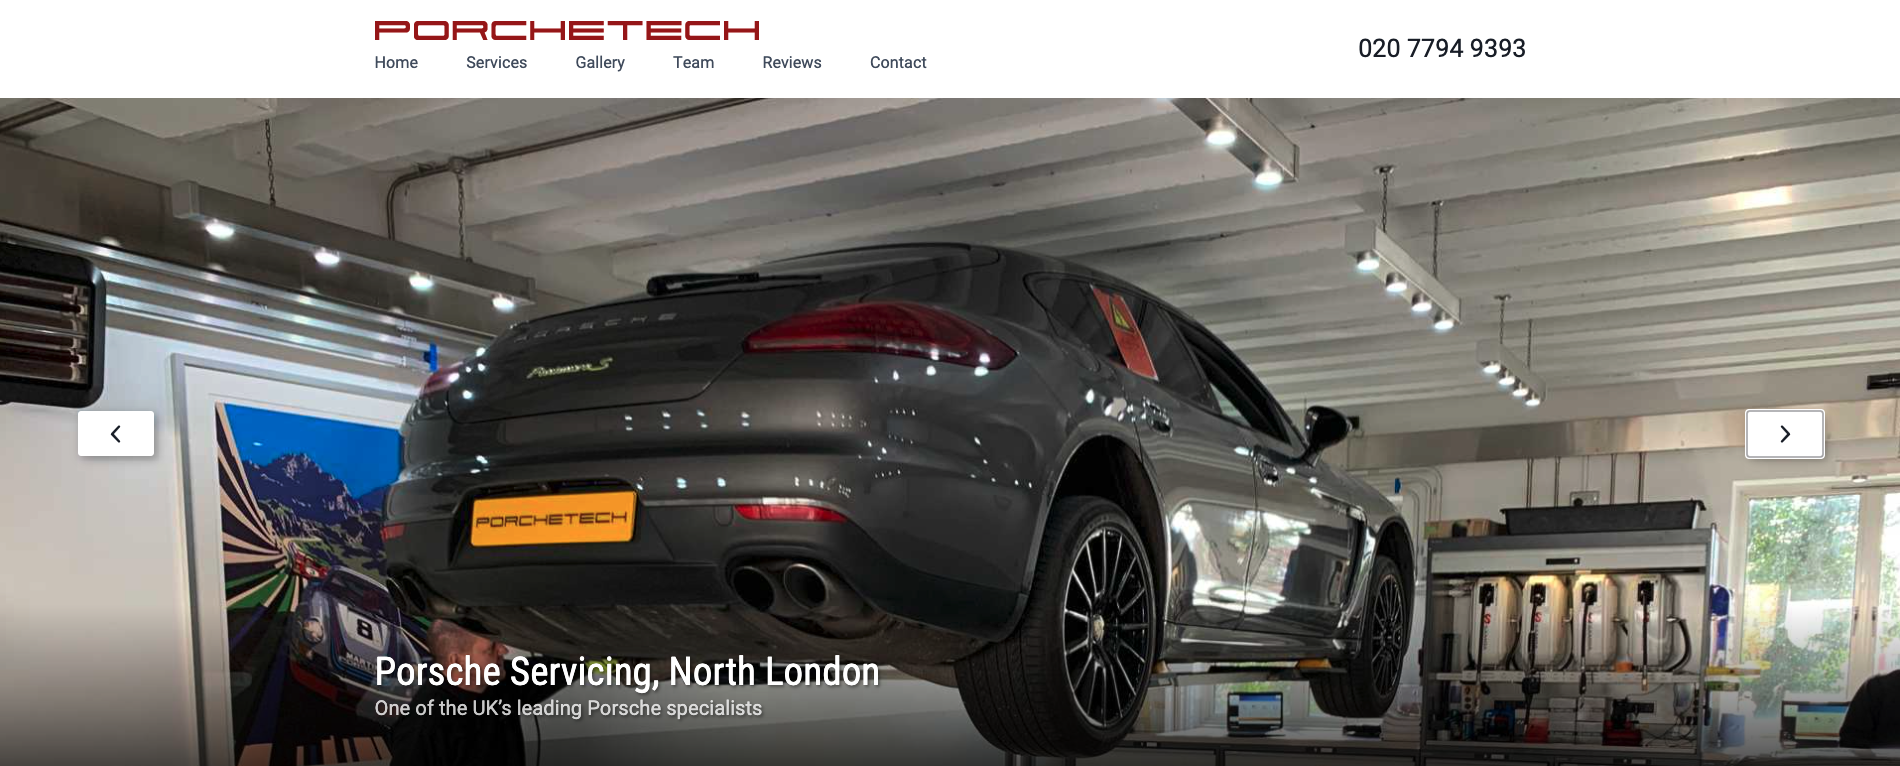 PORCHETECH
Home Services Gallery Team Reviews Contact
020 7794 9393
PORSCHE
Panamera S
PORCHETECH
8
Porsche Servicing, North London
One of the UK's leading Porsche specialists